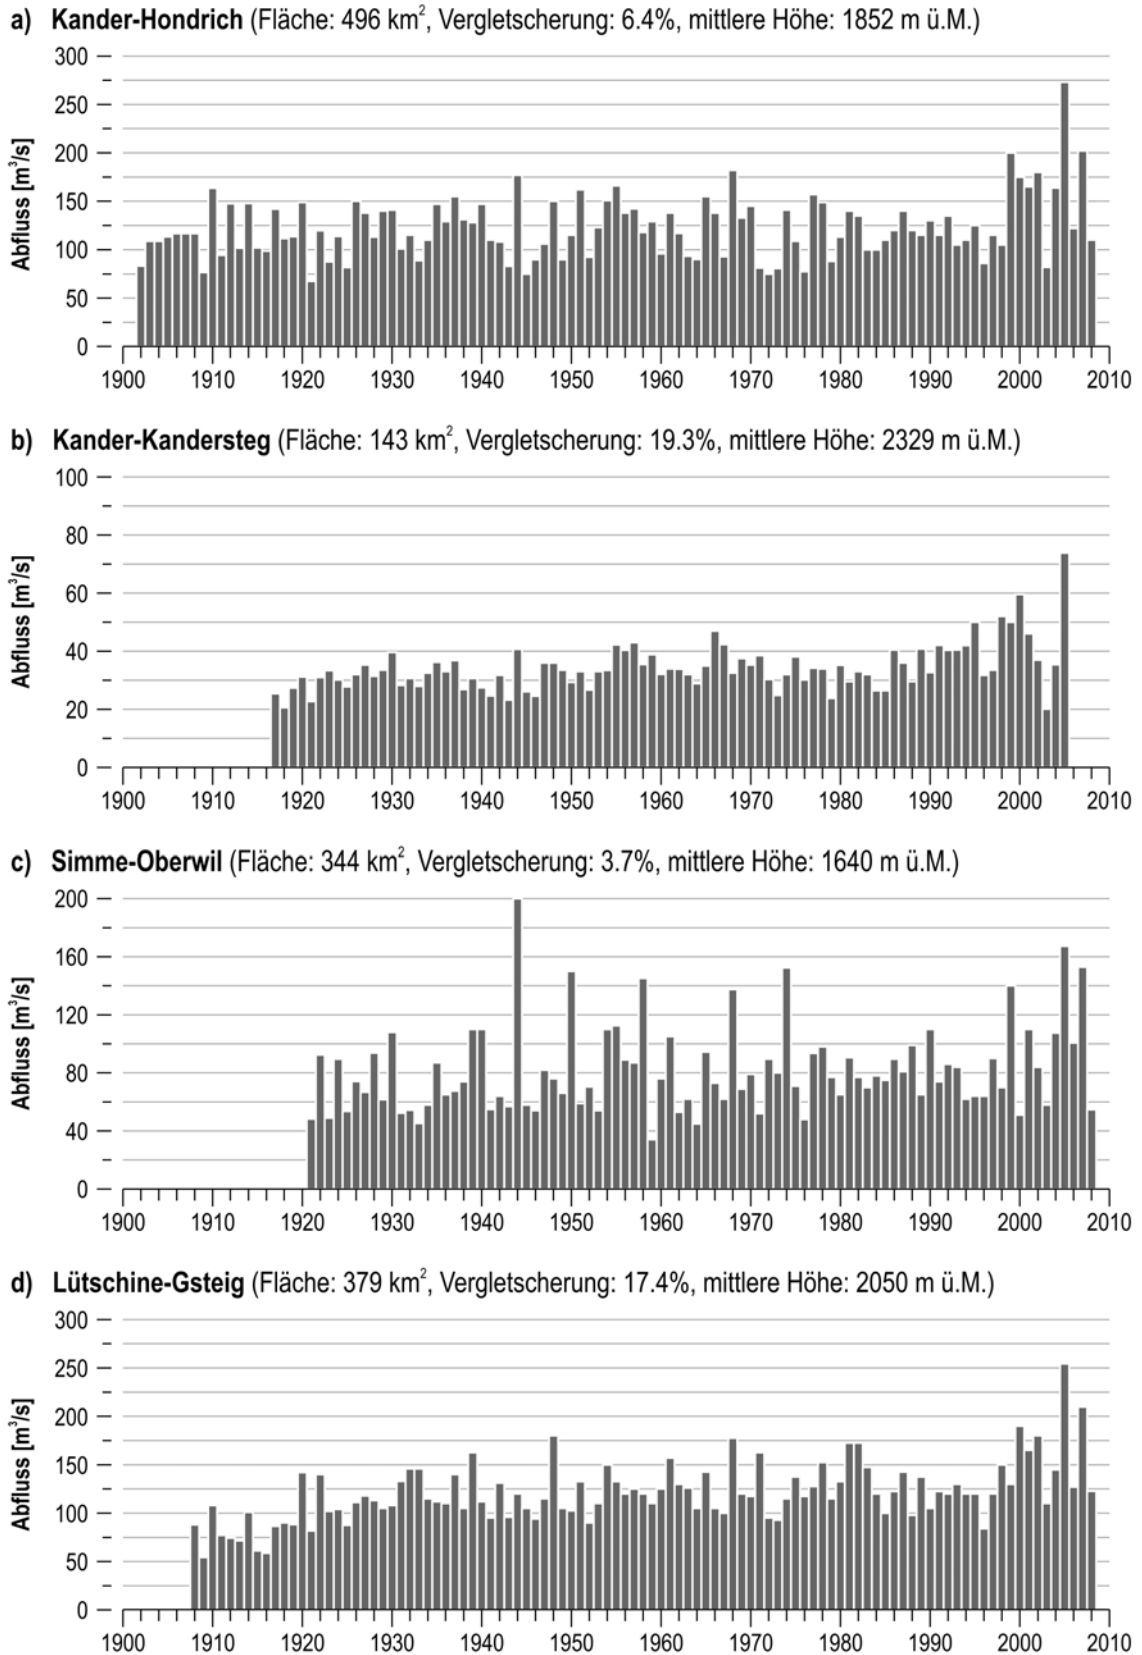 a) Kander-Hondrich (Fläche: 496 km², Vergletscherung: 6.4%, mittlere Höhe: 1852 m ü.M.)
300
250
200
150
100
50
0
Abfluss [m³/s]
1900 1910 1920 1930 1940 1950 1960 1970 1980 1990 2000 2010
b) Kander-Kandersteg (Fläche: 143 km², Vergletscherung: 19.3%, mittlere Höhe: 2329 m ü.M.)
100
80
60
40
20
0
Abfluss [m³/s]
1900 1910 1920 1930 1940 1950 1960 1970 1980 1990 2000 2010
c) Simme-Oberwil (Fläche: 344 km², Vergletscherung: 3.7%, mittlere Höhe: 1640 m ü.M.)
200
160
120
80
40
0
Abfluss [m³/s]
1900 1910 1920 1930 1940 1950 1960 1970 1980 1990 2000 2010
d) Lütschine-Gsteig (Fläche: 379 km², Vergletscherung: 17.4%, mittlere Höhe: 2050 m ü.M.)
300
250
200
150
100
50
0
Abfluss [m³/s]
1900 1910 1920 1930 1940 1950 1960 1970 1980 1990 2000 2010